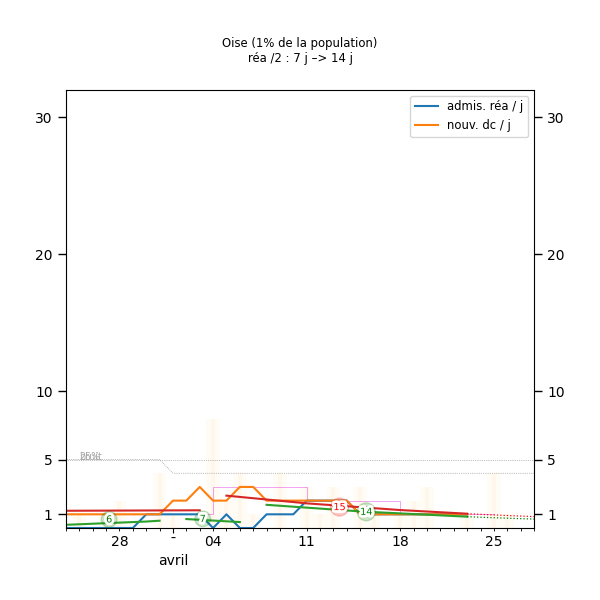 Oise (1% de la population)
réa /2 : 7 j –> 14 j
admis. réa / j
nouv. dc / j
30 30
20 20
10 10
5 5
1 1
6 7 15 14
28 - 04 11 18 25
avril